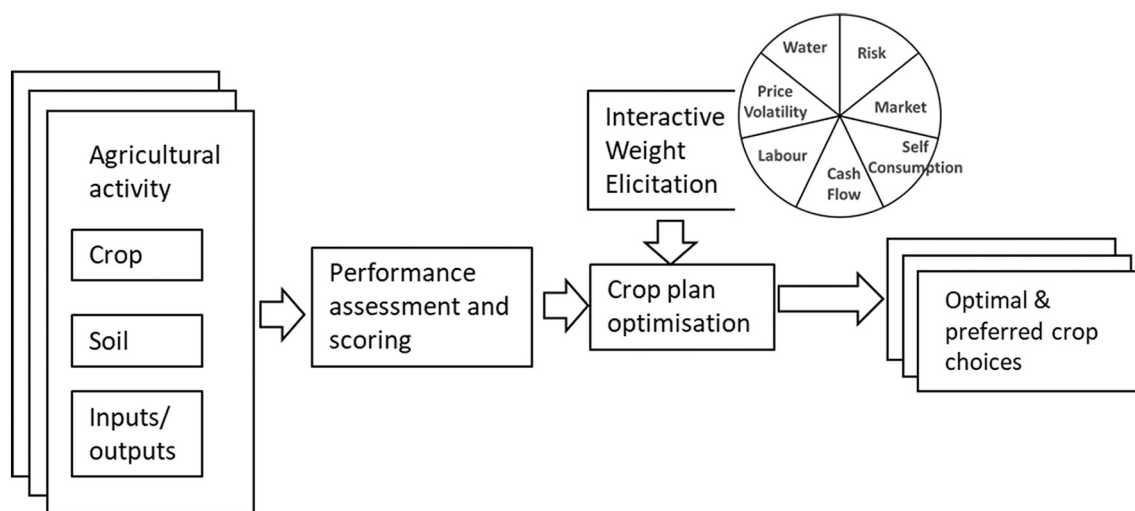 Agricultural
activity
Crop
Soil
Inputs/
outputs
Performance
assessment and
scoring
Interactive
Weight
Elicitation
Water
Risk
Price
Volatility
Market
Labour
Self
Consumption
Cash
Flow
Crop plan
optimisation
Optimal &
preferred crop
choices